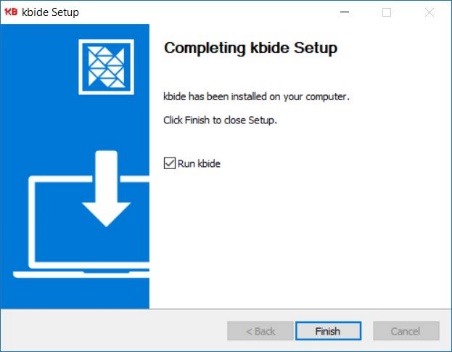 KB kbide Setup
Completing kbide Setup
kbide has been installed on your computer.
Click Finish to close Setup.
Run kbide
< Back Finish Cancel